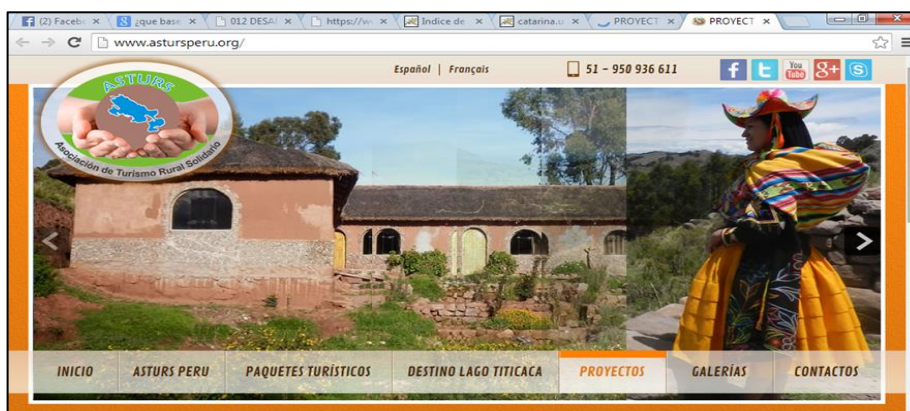 (2) Facebo
¿que base
012 DESAI
https://w
Indice de
catarina.u
PROYECT
PROYECT
www.astursperu.org/
Español | Français
51 - 950 936 611
You
Tube
ASTURS
Asociación de Turismo Rural Solidario
INICIO
ASTURS PERU
PAQUETES TURÍSTICOS
DESTINO LAGO TITICACA
PROYECTOS
GALERÍAS
CONTACTOS